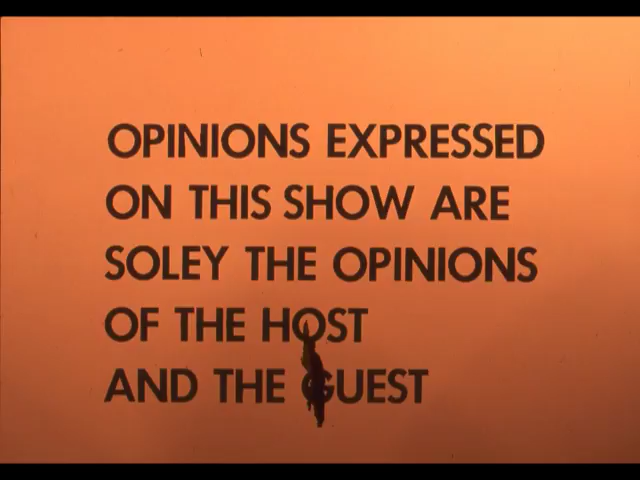 OPINIONS EXPRESSED
ON THIS SHOW ARE
SOLEY THE OPINIONS
OF THE HOST
AND THE GUEST